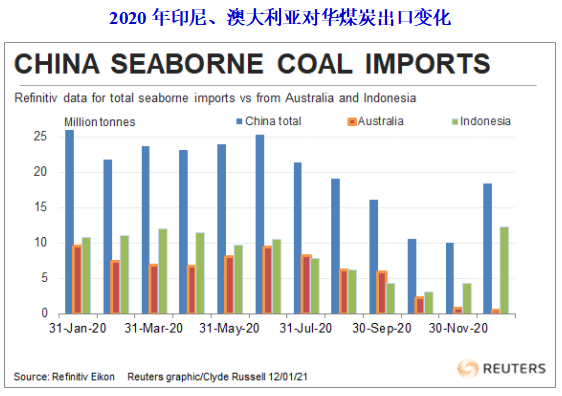 2020 年印尼、澳大利亚对华煤炭出口变化
CHINA SEABORNE COAL IMPORTS
Refinitiv data for total seaborne imports vs from Australia and Indonesia
Million tonnes
China total
Australia
Indonesia
25
20
15
10
5
0
31-Jan-20
31-Mar-20
31-May-20
31-Jul-20
30-Sep-20
30-Nov-20
REUTERS
Source: Refinitiv Eikon Reuters graphic/Clyde Russell 12/01/21